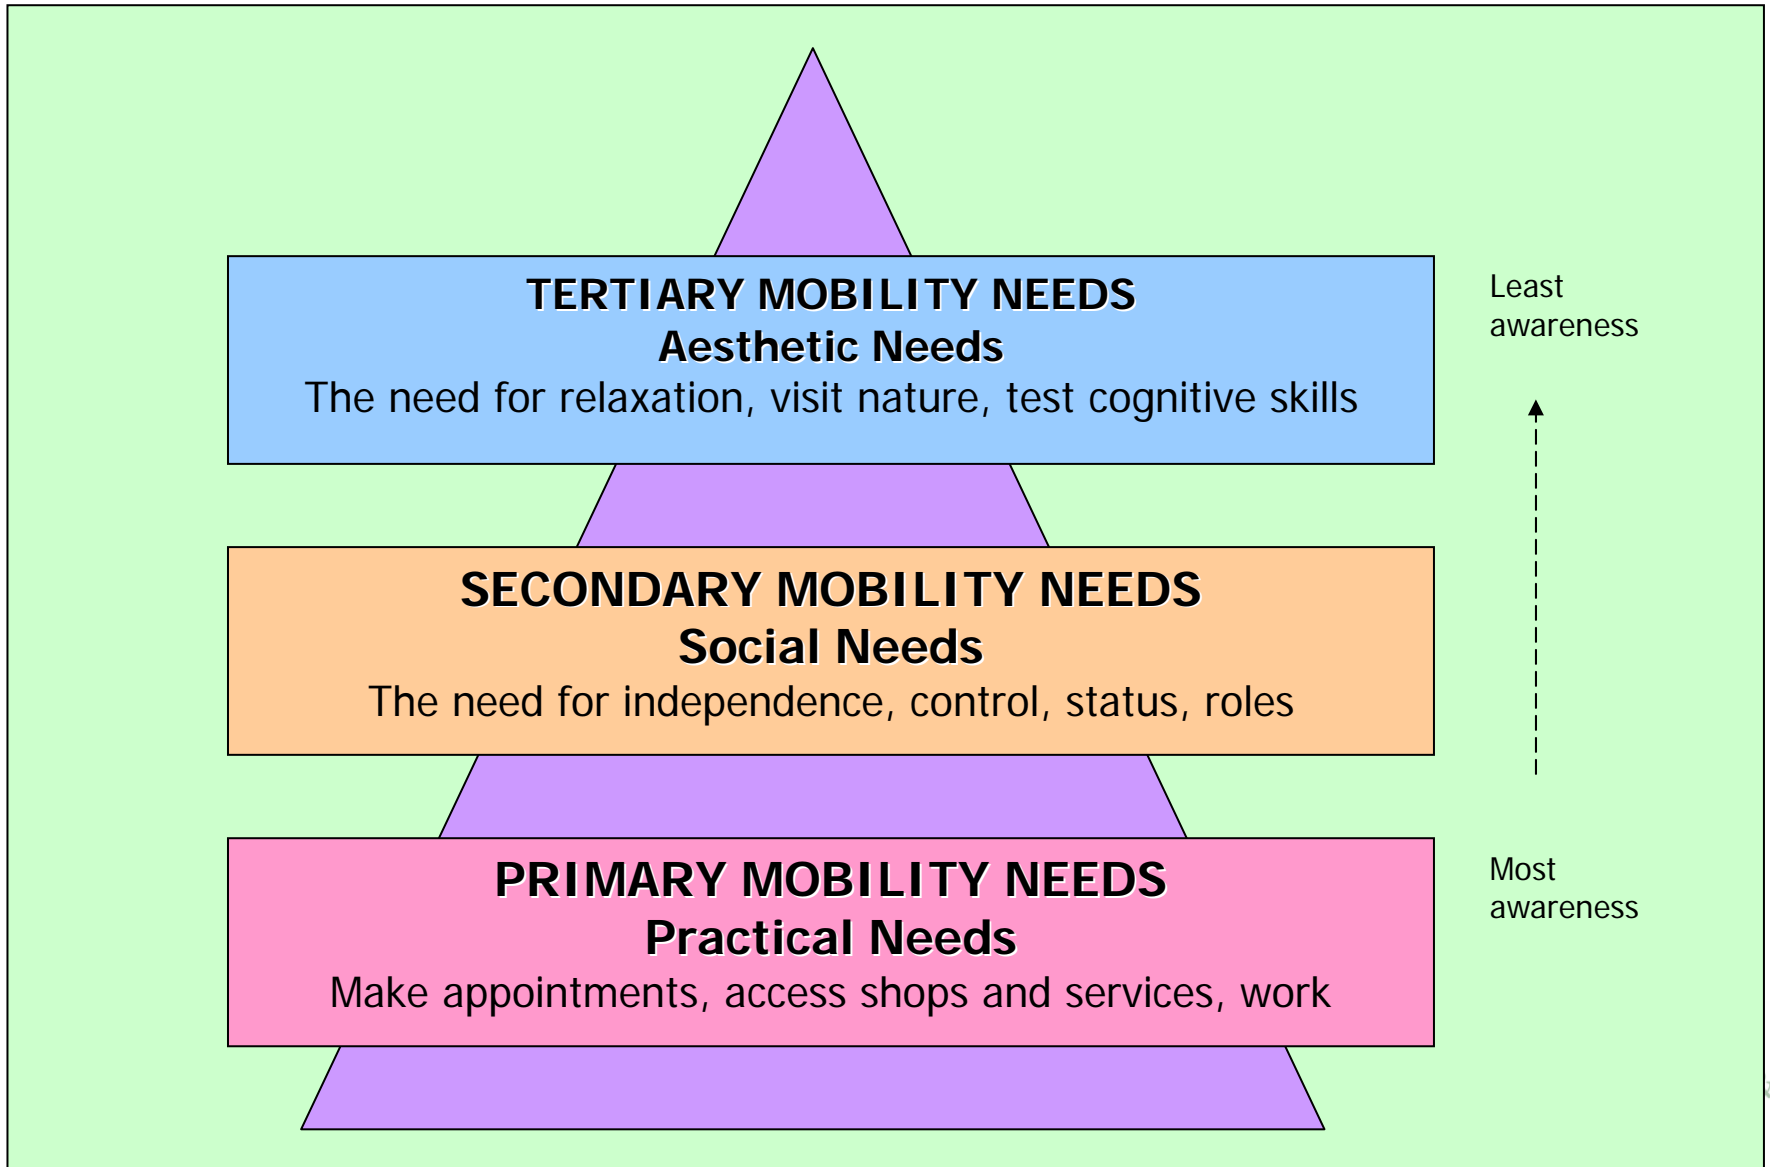 TERTIARY MOBILITY NEEDS
Aesthetic Needs
The need for relaxation, visit nature, test cognitive skills
Least
awareness
SECONDARY MOBILITY NEEDS
Social Needs
The need for independence, control, status, roles
PRIMARY MOBILITY NEEDS
Practical Needs
Make appointments, access shops and services, work
Most
awareness